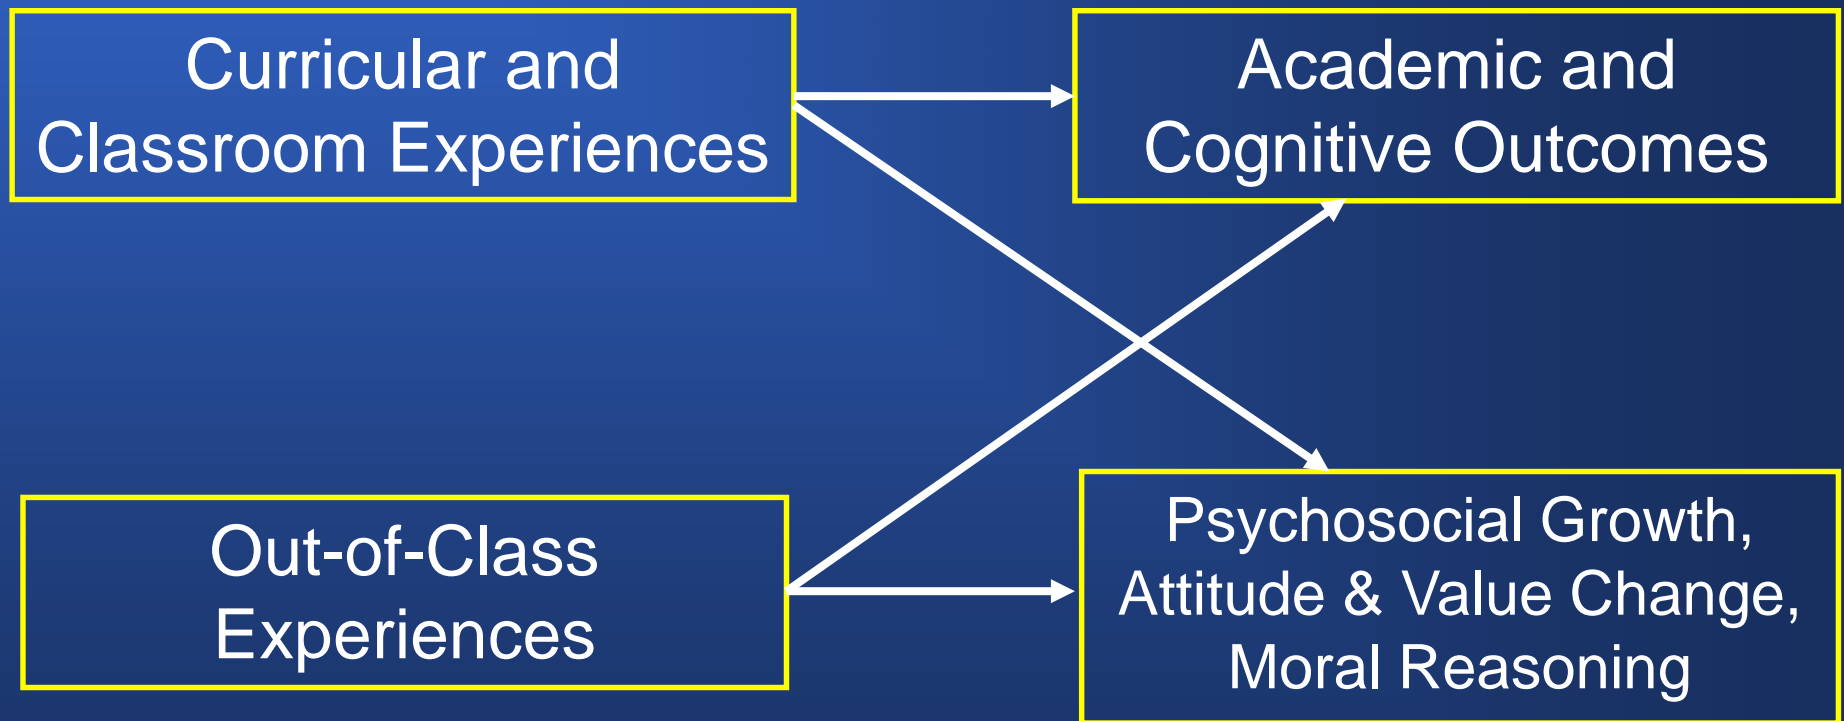 Curricular and
Classroom Experiences
Academic and
Cognitive Outcomes
Out-of-Class
Experiences
Psychosocial Growth,
Attitude & Value Change,
Moral Reasoning